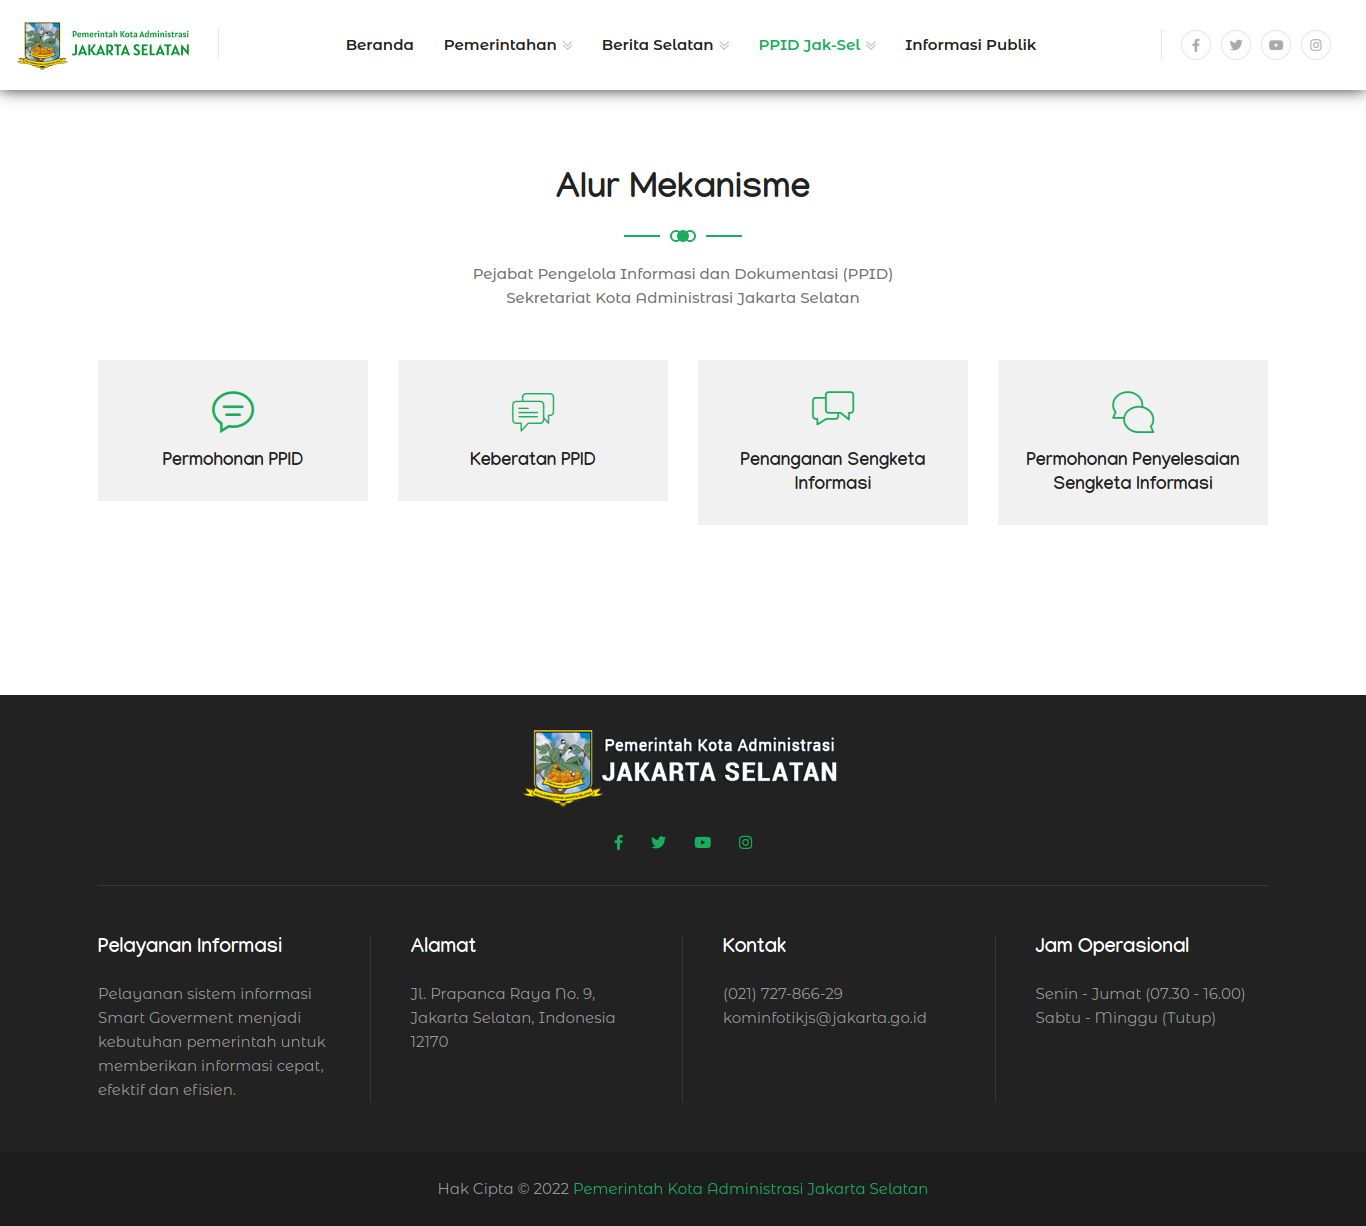 Pemerintah Kota Administrasi
JAKARTA SELATAN
Beranda
Pemerintahan
Berita Selatan
PPID Jak-Sel
Informasi Publik
Alur Mekanisme
Pejabat Pengelola Informasi dan Dokumentasi (PPID)
Sekretariat Kota Administrasi Jakarta Selatan
Permohonan PPID
Keberatan PPID
Penanganan Sengketa
Informasi
Permohonan Penyelesaian
Sengketa Informasi
Pemerintah Kota Administrasi
JAKARTA SELATAN
Pelayanan Informasi
Pelayanan sistem informasi
Smart Goverment menjadi
kebutuhan pemerintah untuk
memberikan informasi cepat,
efektif dan efisien.
Alamat
Jl. Prapanca Raya No. 9,
Jakarta Selatan, Indonesia
12170
Kontak
(021) 727-866-29
kominfotikjs@jakarta.go.id
Jam Operasional
Senin - Jumat (07.30 - 16.00)
Sabtu - Minggu (Tutup)
Hak Cipta © 2022 Pemerintah Kota Administrasi Jakarta Selatan